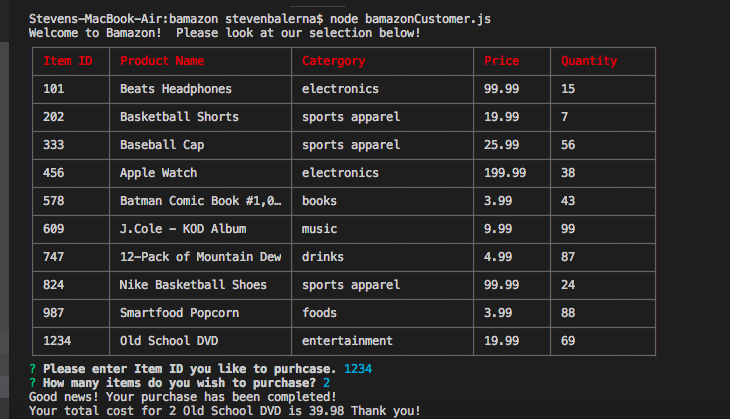 Stevens-MacBook-Air:bamazon stevenbalerna$ node bamazonCustomer.js
Welcome to Bamazon!  Please look at our selection below!
Item ID Product Name Catergory Price Quantity
101 Beats Headphones electronics 99.99 15
202 Basketball Shorts sports apparel 19.99 7
333 Baseball Cap sports apparel 25.99 56
456 Apple Watch electronics 199.99 38
578 Batman Comic Book #1,0… books 3.99 43
609 J.Cole – KOD Album music 9.99 99
747 12-Pack of Mountain Dew drinks 4.99 87
824 Nike Basketball Shoes sports apparel 99.99 24
987 Smartfood Popcorn foods 3.99 88
1234 Old School DVD entertainment 19.99 69
? Please enter Item ID you like to purhcase. 1234
? How many items do you wish to purchase? 2
Good news! Your purchase has been completed!
Your total cost for 2 Old School DVD is 39.98 Thank you!